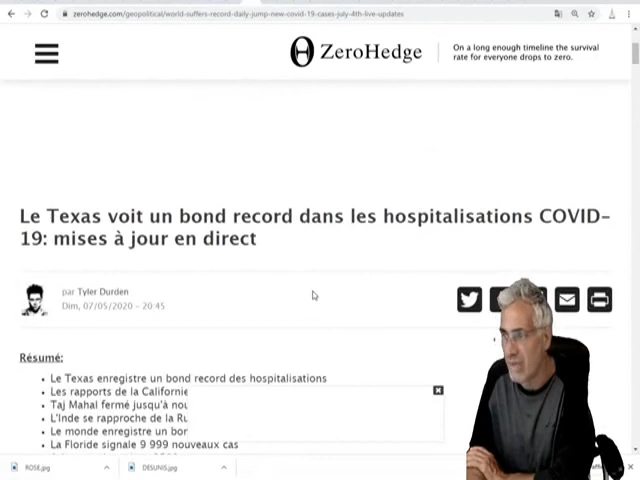 zerohedge.com/geopolitical/world-suffers-record-daily-jump-new-covid-19-cases-july-4th-live-updates
ZeroHedge
On a long enough timeline the survival
rate for everyone drops to zero.
Le Texas voit un bond record dans les hospitalisations COVID-
19: mises à jour en direct
par Tyler Durden
Dim, 07/05/2020 - 20:45
Résumé:
• Le Texas enregistre un bond record des hospitalisations
• Les rapports de la Californie
• Taj Mahal fermé jusqu'à
• L'Inde se rapproche de la
• Le monde enregistre un
• La Floride signale 9 999 nouveaux cas
ROSE.jpg
DESUNIS.jpg